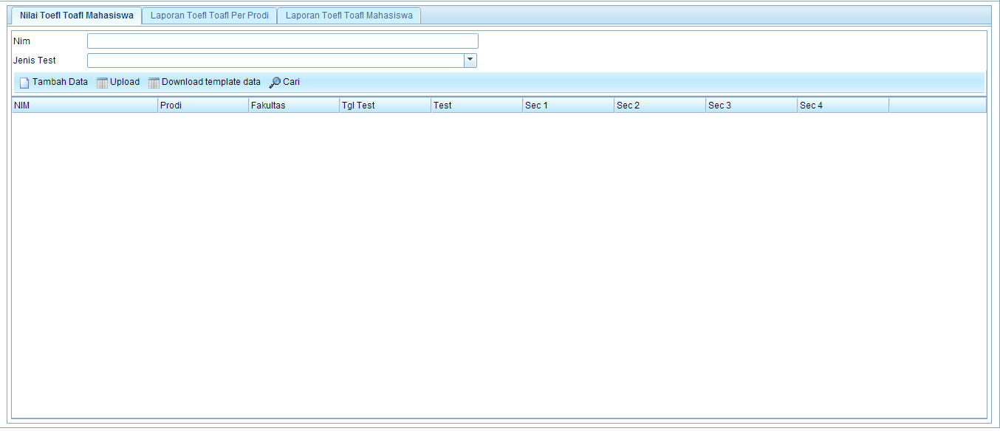 Nilai Toefl Toafl Mahasiswa Laporan Toefl Toafl Per Prodi Laporan Toefl Toafl Mahasiswa
Nim
Jenis Test
Tambah Data Upload Download template data Cari
NIM Prodi Fakultas Tgl Test Test Sec 1 Sec 2 Sec 3 Sec 4